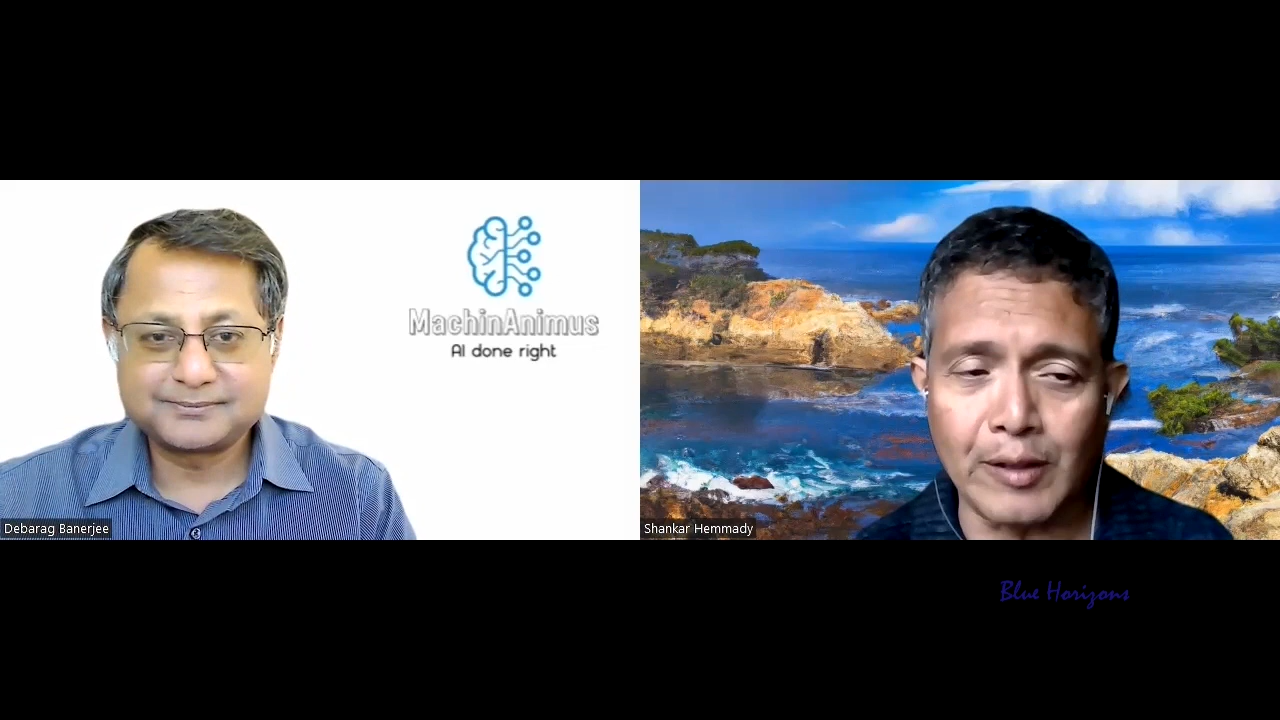 MachinAnimus
AI done right
Debarag Banerjee
Shankar Hemmady
Blue Horizons